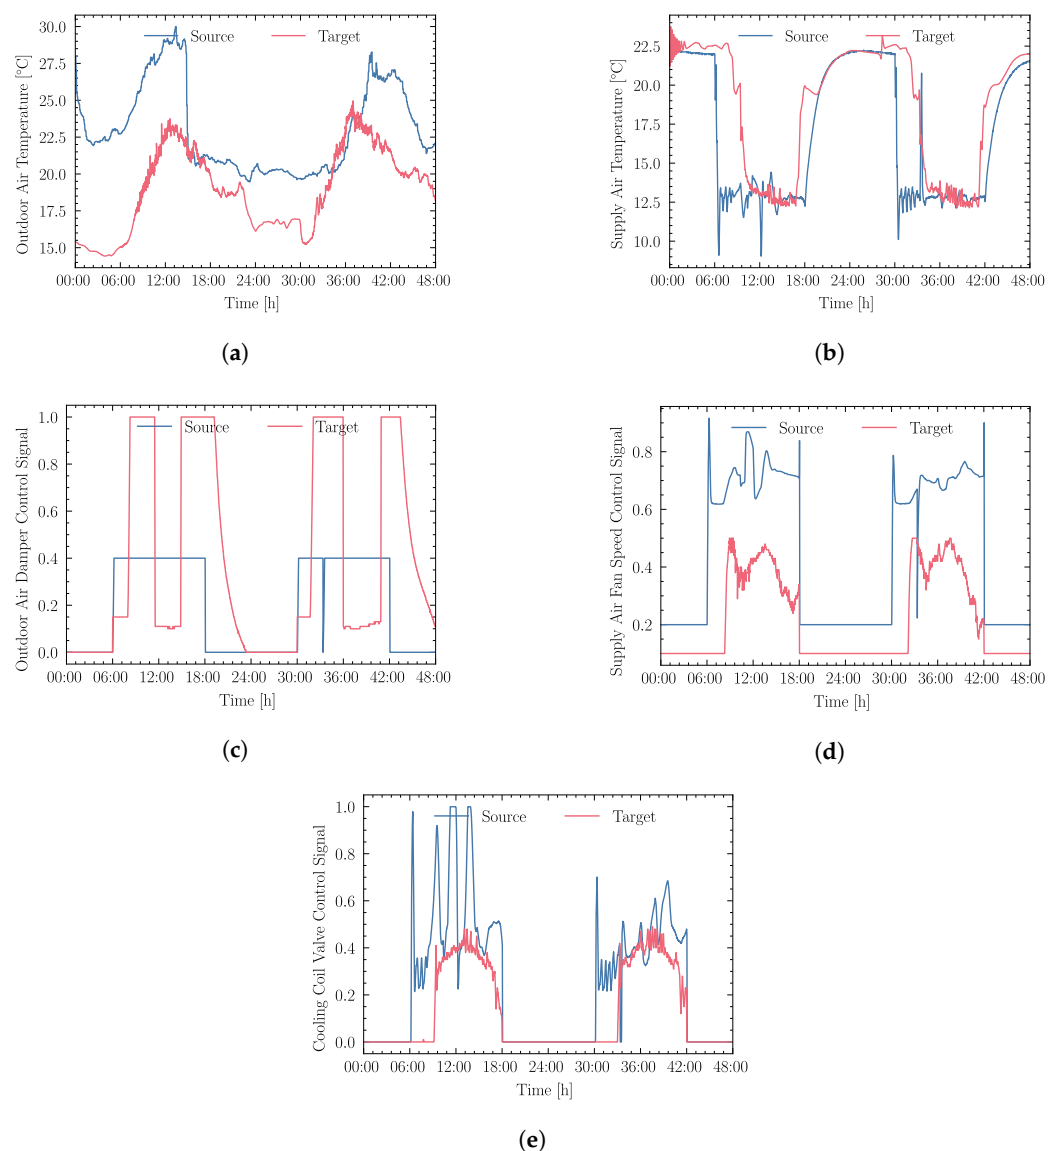 Outdoor Air Temperature [°C]
30.0
27.5
25.0
22.5
20.0
17.5
15.0
Source
Target
00:00 06:00 12:00 18:00 24:00 30:00 36:00 42:00 48:00
Time [h]
(a)
Supply Air Temperature [°C]
22.5
20.0
17.5
15.0
12.5
10.0
Source
Target
00:00 06:00 12:00 18:00 24:00 30:00 36:00 42:00 48:00
Time [h]
(b)
Outdoor Air Damper Control Signal
1.0
0.8
0.6
0.4
0.2
0.0
Source
Target
00:00 06:00 12:00 18:00 24:00 30:00 36:00 42:00 48:00
Time [h]
(c)
Supply Air Fan Speed Control Signal
0.8
0.6
0.4
0.2
Source
Target
00:00 06:00 12:00 18:00 24:00 30:00 36:00 42:00 48:00
Time [h]
(d)
Cooling Coil Valve Control Signal
1.0
0.8
0.6
0.4
0.2
0.0
Source
Target
00:00 06:00 12:00 18:00 24:00 30:00 36:00 42:00 48:00
Time [h]
(e)